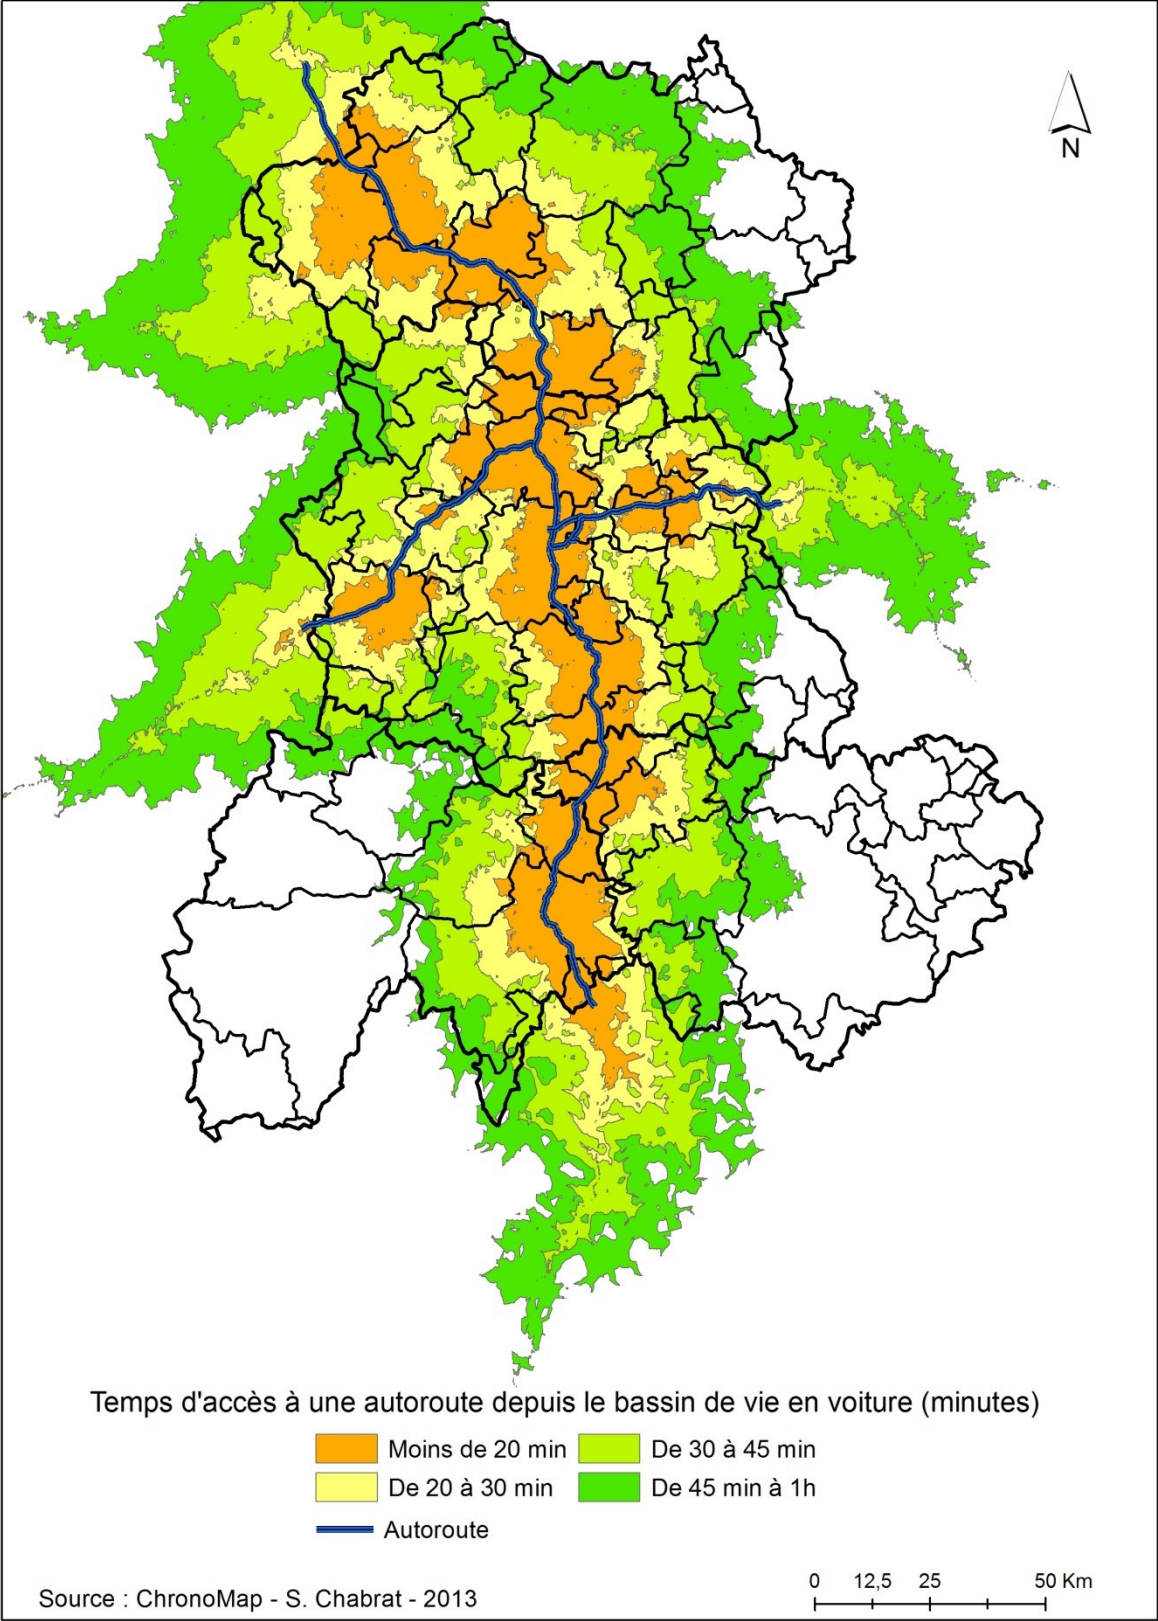 N
Temps d'accès à une autoroute depuis le bassin de vie en voiture (minutes)
Moins de 20 min
De 30 à 45 min
De 20 à 30 min
De 45 min à 1h
Autoroute
Source : ChronoMap - S. Chabrat - 2013
0 12,5 25 50 Km